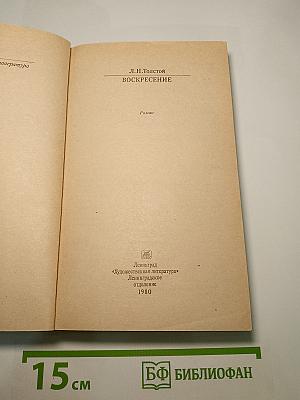 Л.Н.Толстой
ВОСКРЕСЕНИЕ
Роман
Ленинград
«Художественная литература»
Ленинградское
отделение
1980
15 см
БФ БИБЛИОФАН